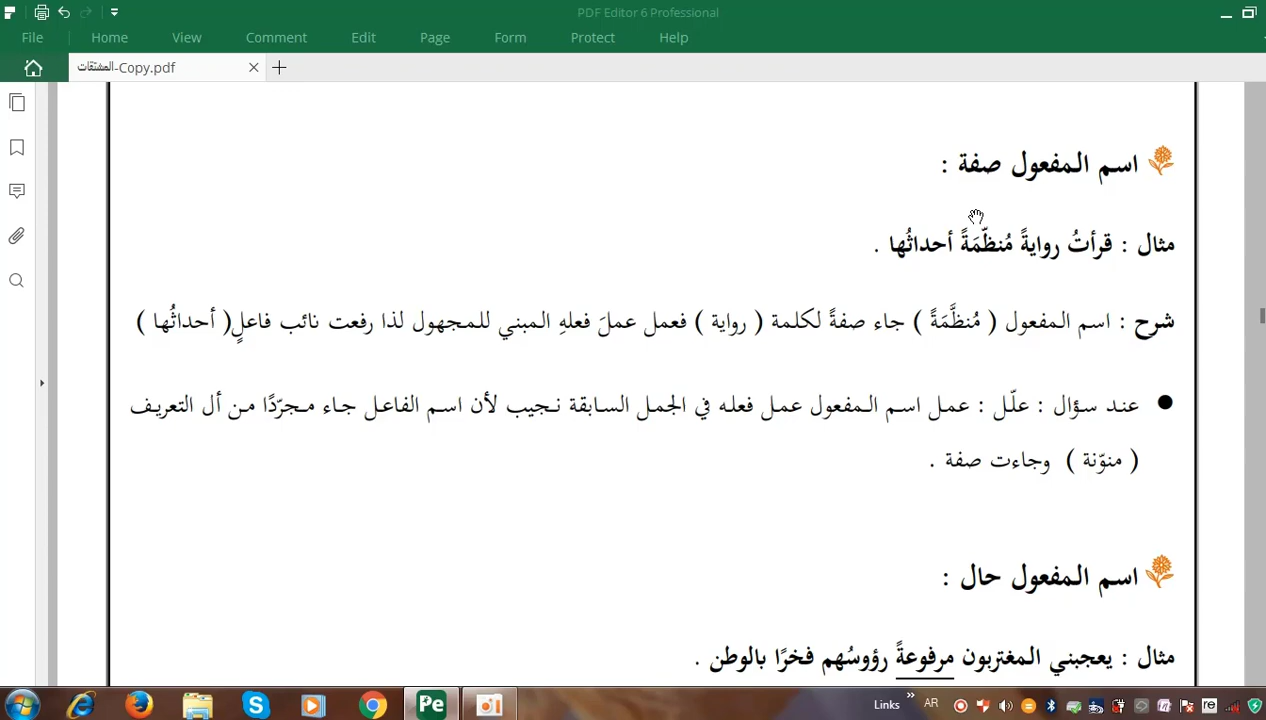 PDF Editor 6 Professional
File Home View Comment Edit Page Form Protect Help
المشتقات-Copy.pdf
اسم المفعول صفة :
مثال : قرأتُ روايةً مُنظّمَةً أحداثُها .
شرح : اسم المفعول ( مُنظَّمَةً ) جاء صفةً لكلمة ( رواية ) فعمل عملَ فعلهِ المبني للمجهول لذا رفعت نائب فاعلٍ( أحداثُها )
● عند سؤال : علّل : عمل اسم المفعول عمل فعله في الجمل السابقة نجيب لأن اسم الفاعل جاء مجرّدًا من أل التعريف
( منوّنة ) وجاءت صفة .
اسم المفعول حال :
مثال : يعجبني المغتربون مرفوعةً رؤوسُهم فخرًا بالوطن .
Pe Links » AR re